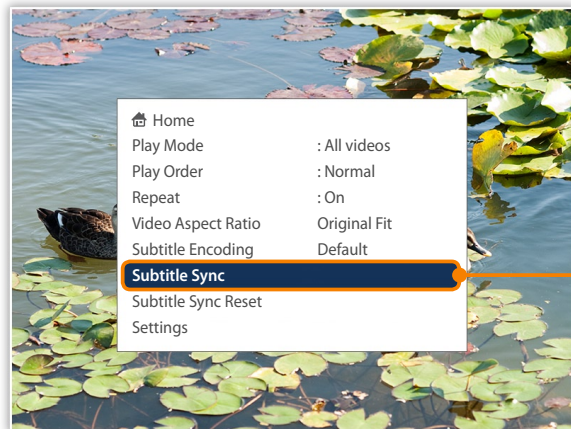 Home
Play Mode : All videos
Play Order : Normal
Repeat : On
Video Aspect Ratio Original Fit
Subtitle Encoding Default
Subtitle Sync
Subtitle Sync Reset
Settings